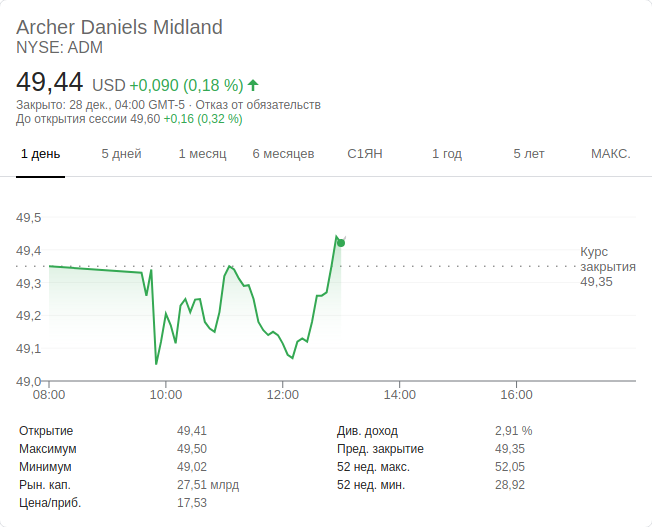 Archer Daniels Midland
NYSE: ADM
49,44 USD +0,090 (0,18 %)
Закрыто: 28 дек., 04:00 GMT-5 · Отказ от обязательств
До открытия сессии 49,60 +0,16 (0,32 %)
1 день 5 дней 1 месяц 6 месяцев С1ЯН 1 год 5 лет МАКС.
49,5
49,4
49,3
49,2
49,1
49,0
Курс
закрытия
49,35
08:00 10:00 12:00 14:00 16:00
Открытие 49,41 Див. доход 2,91 %
Максимум 49,50 Пред. закрытие 49,35
Минимум 49,02 52 нед. макс. 52,05
Рын. кап. 27,51 млрд 52 нед. мин. 28,92
Цена/приб. 17,53